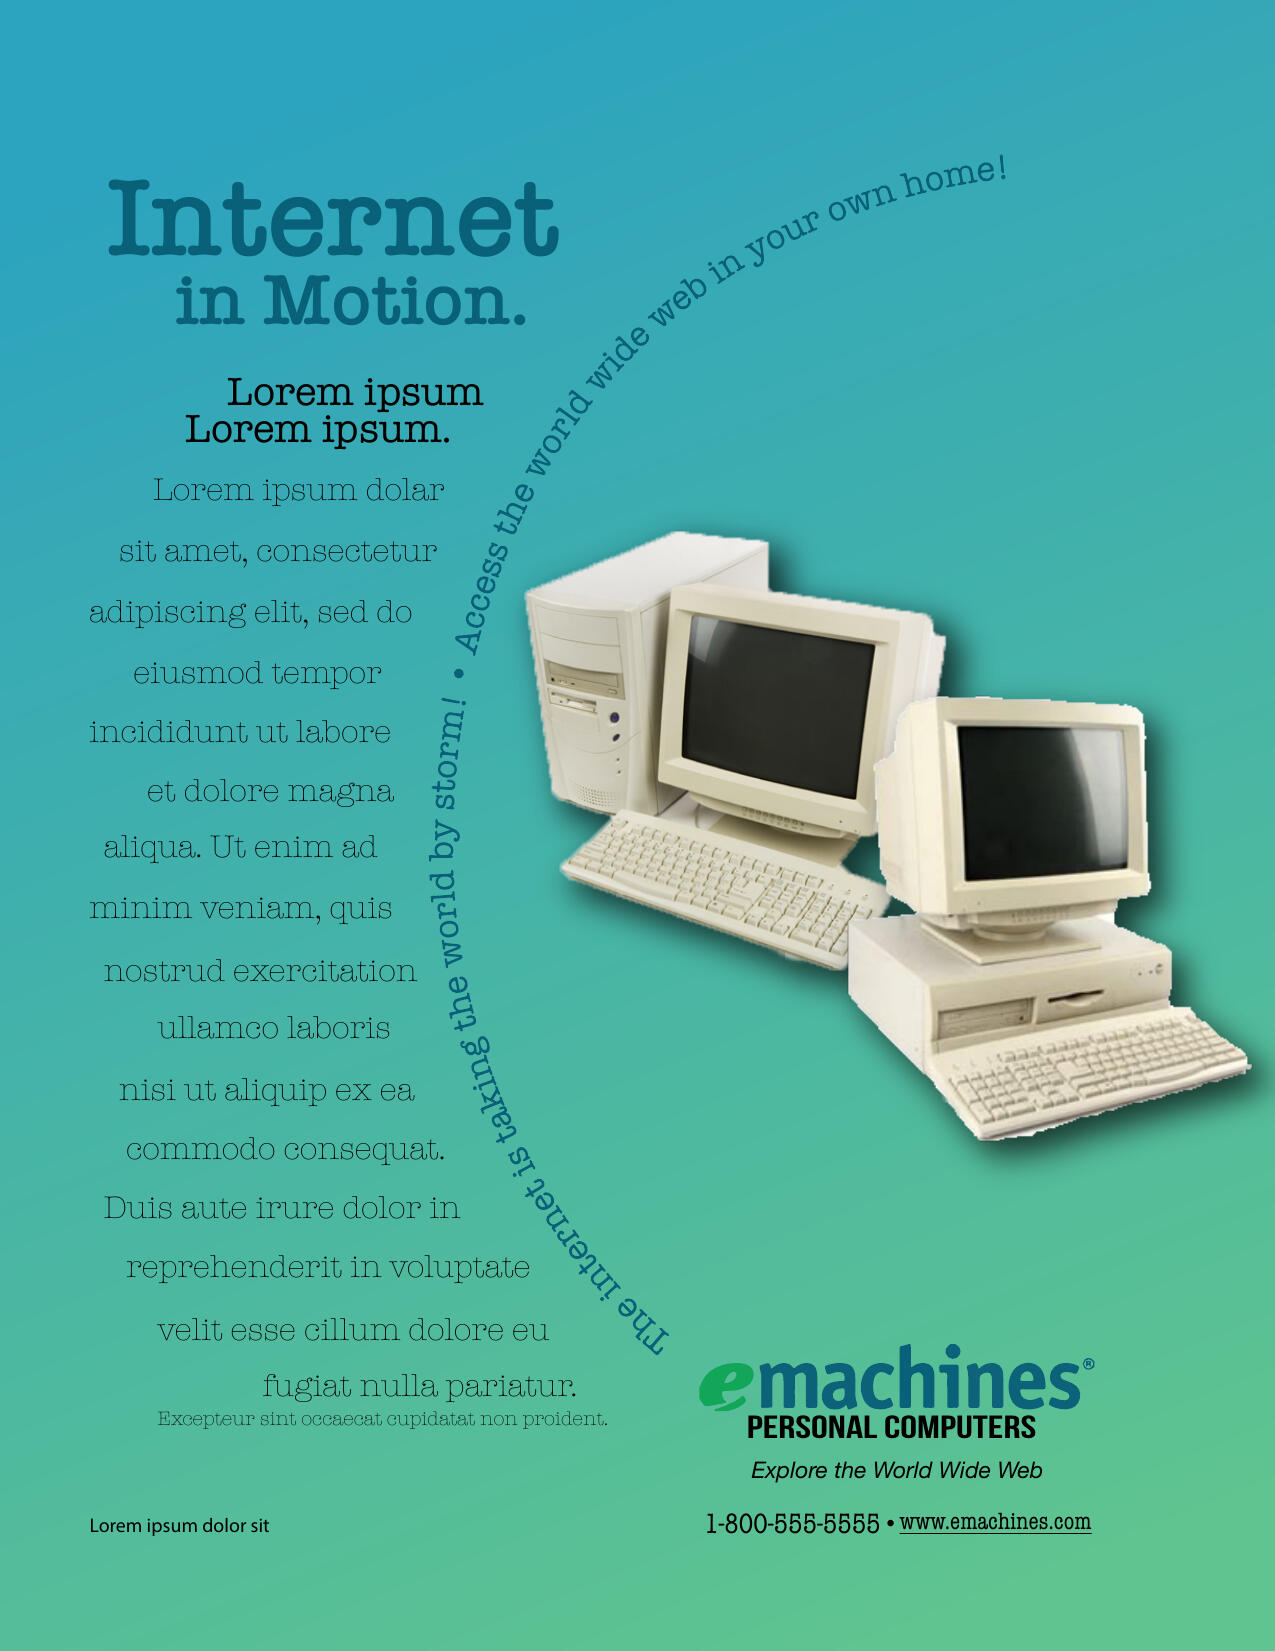 Internet
in Motion.
Lorem ipsum
Lorem ipsum.
Lorem ipsum dolar
sit amet, consectetur
adipiscing elit, sed do
eiusmod tempor
incididunt ut labore
et dolore magna
aliqua. Ut enim ad
minim veniam, quis
nostrud exercitation
ullamco laboris
nisi ut aliquip ex ea
commodo consequat.
Duis aute irure dolor in
reprehenderit in voluptate
velit esse cillum dolore eu
fugiat nulla pariatur.
Excepteur sint occaecat cupidatat non proident.
The internet is taking the world by storm! • Access the world wide web in your own home!
emachines®
PERSONAL COMPUTERS
Explore the World Wide Web
1-800-555-5555 • www.emachines.com
Lorem ipsum dolor sit